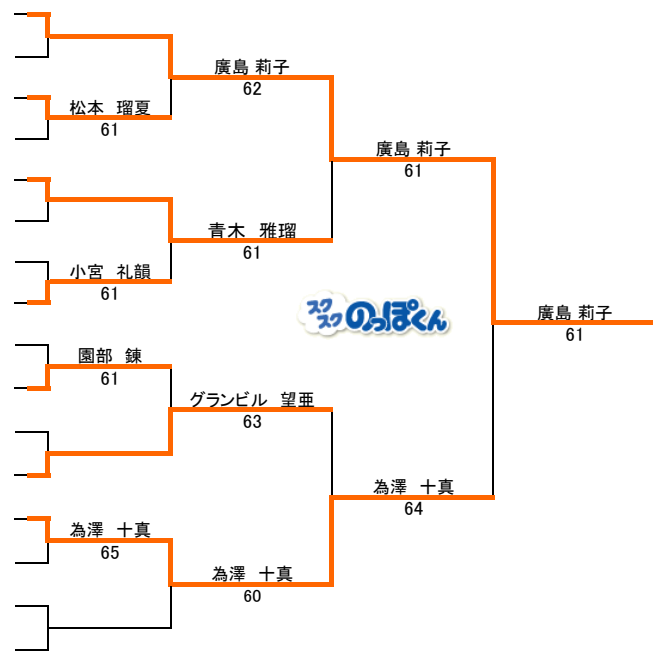 廣島 莉子
62
松本　瑠夏
61
廣島 莉子
61
青木　雅瑠
61
小宮　礼韻
61
スク
スク
のっぽくん
廣島 莉子
61
園部　錬
61
グランビル　望亜
63
為澤　十真
64
為澤　十真
65
為澤　十真
60